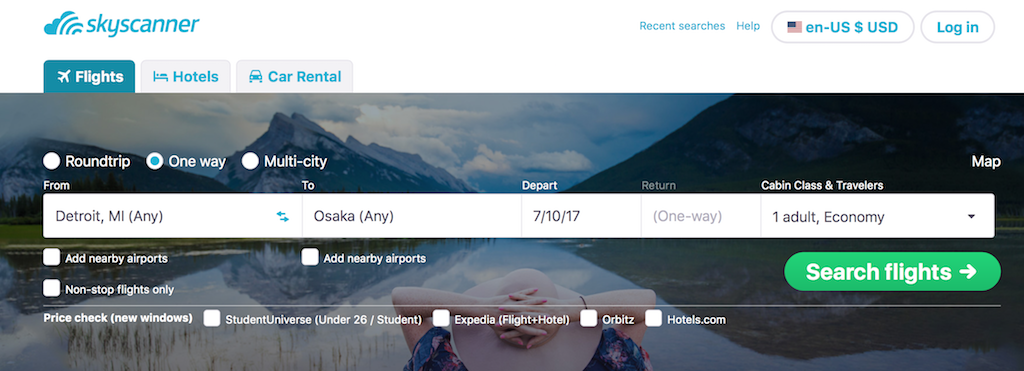 skyscanner
Recent searches Help en-US $ USD Log in
Flights Hotels Car Rental
Roundtrip One way Multi-city Map
From To Depart Return Cabin Class & Travelers
Detroit, MI (Any) Osaka (Any) 7/10/17 (One-way) 1 adult, Economy
Add nearby airports Add nearby airports
Search flights
Non-stop flights only
Price check (new windows) StudentUniverse (Under 26 / Student) Expedia (Flight+Hotel) Orbitz Hotels.com